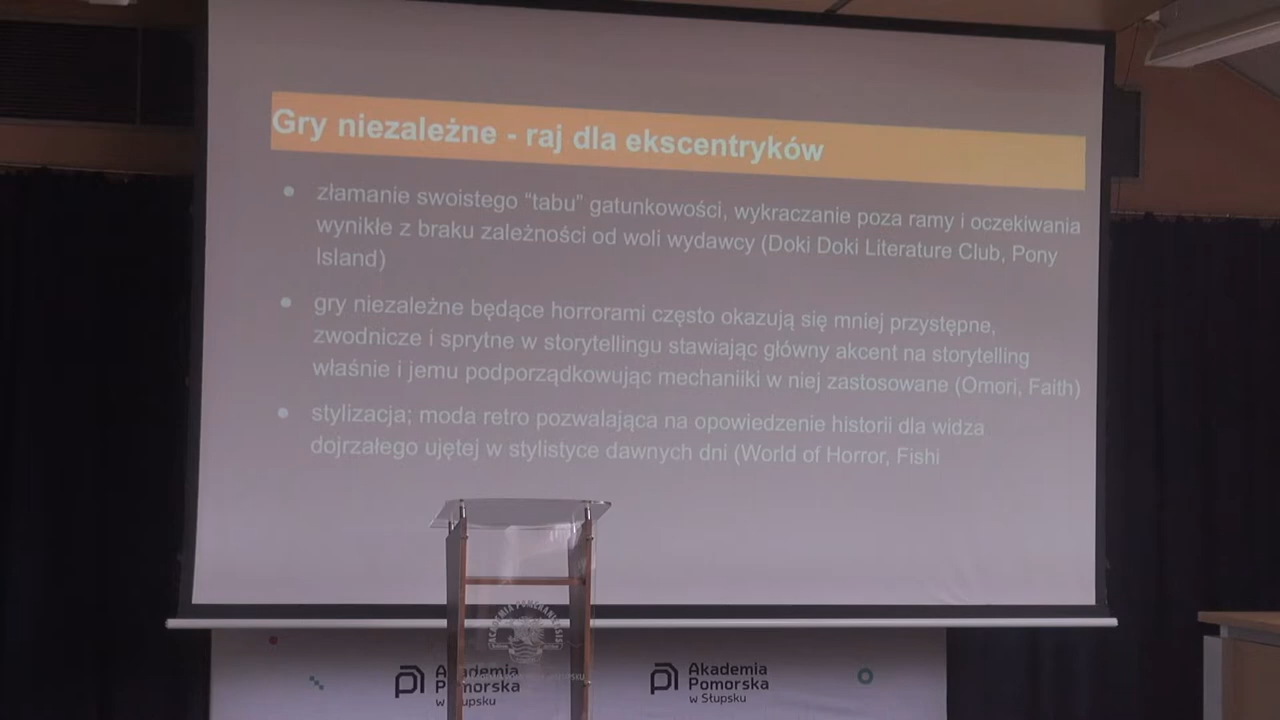 Gry niezależne - raj dla ekscentryków
● złamanie swoistego “tabu” gatunkowości, wykraczanie poza ramy i oczekiwania
wynikłe z braku zależności od woli wydawcy (Doki Doki Literature Club, Pony
Island)
● gry niezależne będące horrorami często okazują się mniej przystępne,
zwodnicze i sprytne w storytellingu stawiając główny akcent na storytelling
właśnie i jemu podporządkowując mechaniiki w niej zastosowane (Omori, Faith)
● stylizacja; moda retro pozwalająca na opowiedzenie historii dla widza
dojrzałego ujętej w stylistyce dawnych dni (World of Horror, Fishi
ACADEMIA POMERANIENSIS
Akademia
Pomorska
w Słupsku
Akademia
Pomorska
w Słupsku